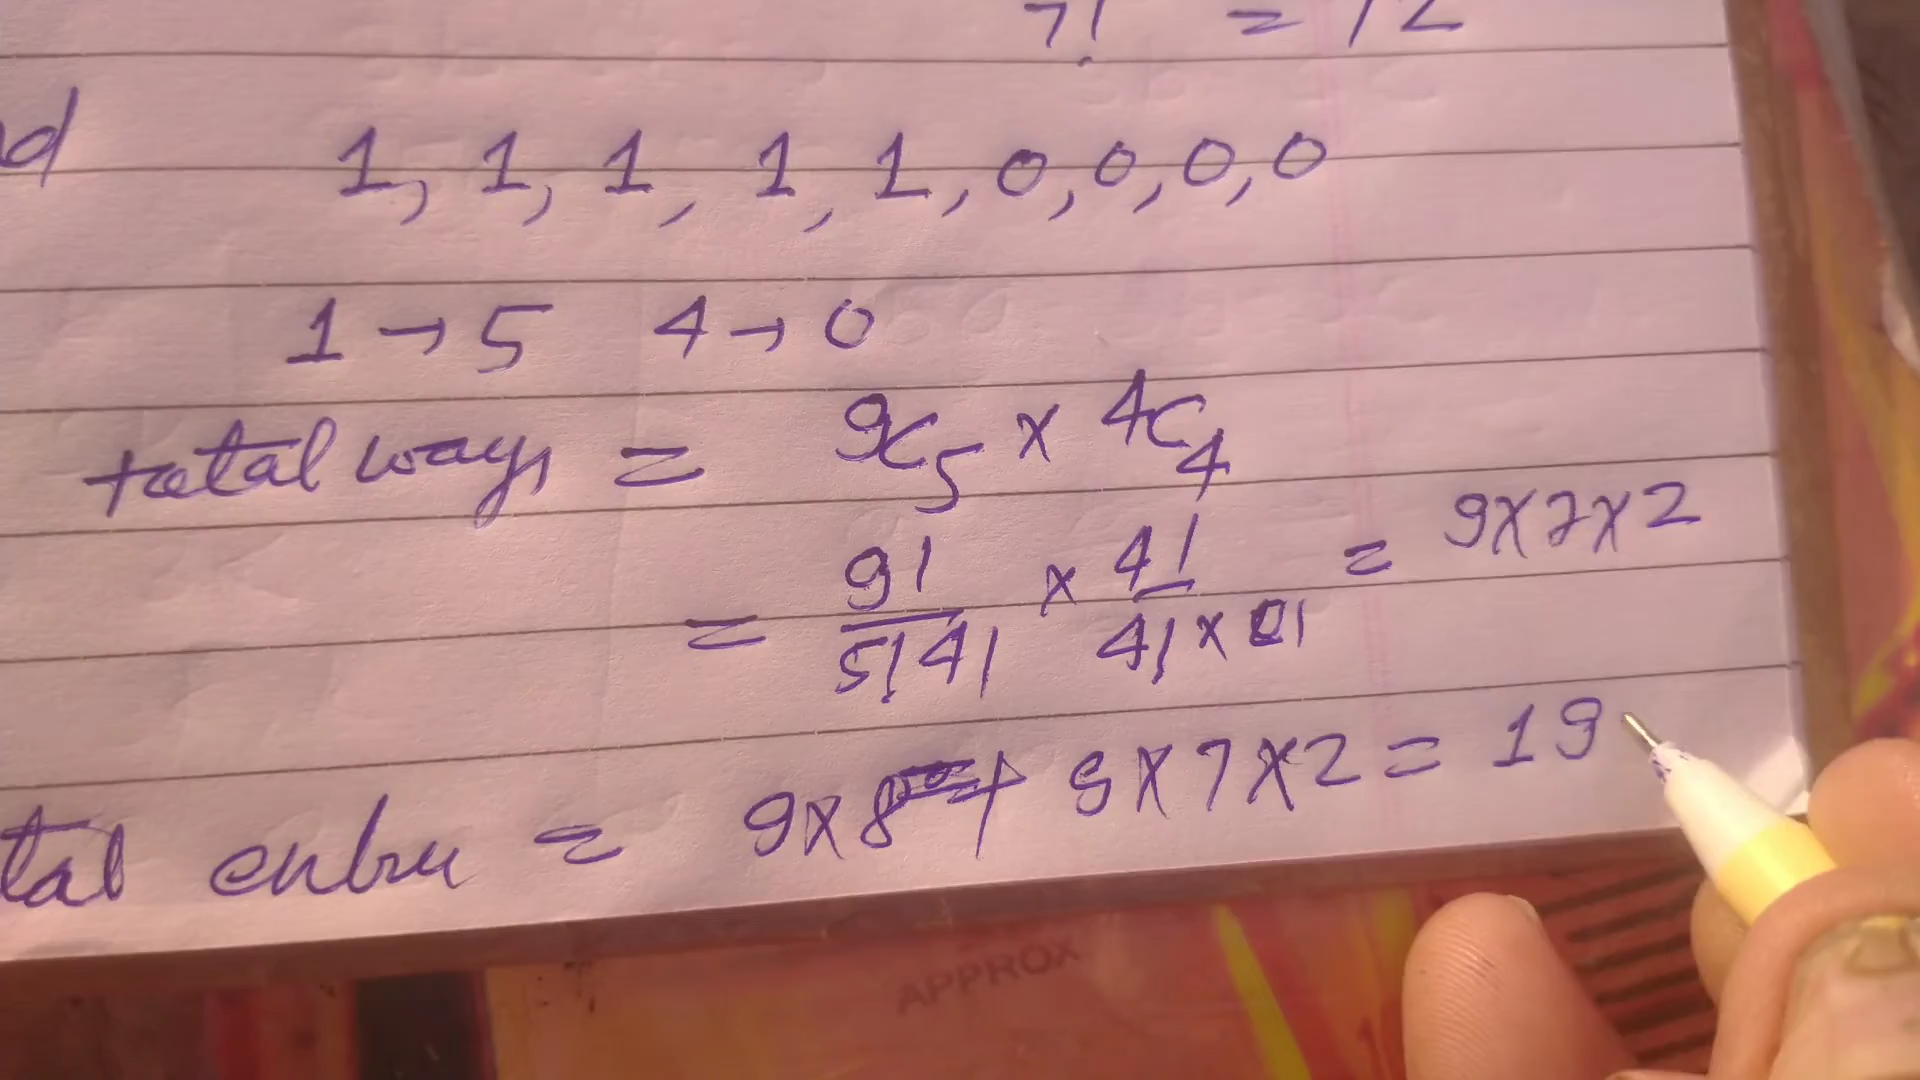 7! = 72
d 1, 1, 1, 1, 1, 0, 0, 0, 0
1 → 5 4 → 0
total ways = 9C5 × 4C4
= 9!/5!4! × 4!/4!×0! = 9×7×2
tal = 9×8 + 9×7×2 = 19
APPROX